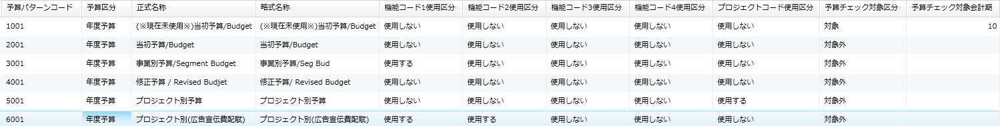 予算パターンコード 予算区分 正式名称 略式名称 機能コード1使用区分 機能コード2使用区分 機能コード3使用区分 機能コード4使用区分 プロジェクトコード使用区分 予算チェック対象区分 予算チェック対象会計期
1001 年度予算 (※現在未使用※)当初予算/Budget (※現在未使用※)当初予算/Budget 使用しない 使用しない 使用しない 使用しない 使用しない 対象 10
2001 年度予算 当初予算/Budget 当初予算/Budget 使用しない 使用しない 使用しない 使用しない 使用しない 対象外
3001 年度予算 事業別予算/Segment Budget 事業別予算/Seg Bud 使用する 使用しない 使用しない 使用しない 使用しない 対象外
4001 年度予算 修正予算 / Revised Budjet 修正予算/ Revised Budget 使用しない 使用しない 使用しない 使用しない 使用しない 対象外
5001 年度予算 プロジェクト別予算 プロジェクト別予算 使用しない 使用しない 使用しない 使用しない 使用する 対象外
6001 年度予算 プロジェクト別(広告宣伝費配賦) プロジェクト別(広告宣伝費配賦) 使用する 使用する 使用しない 使用しない 使用しない 対象外